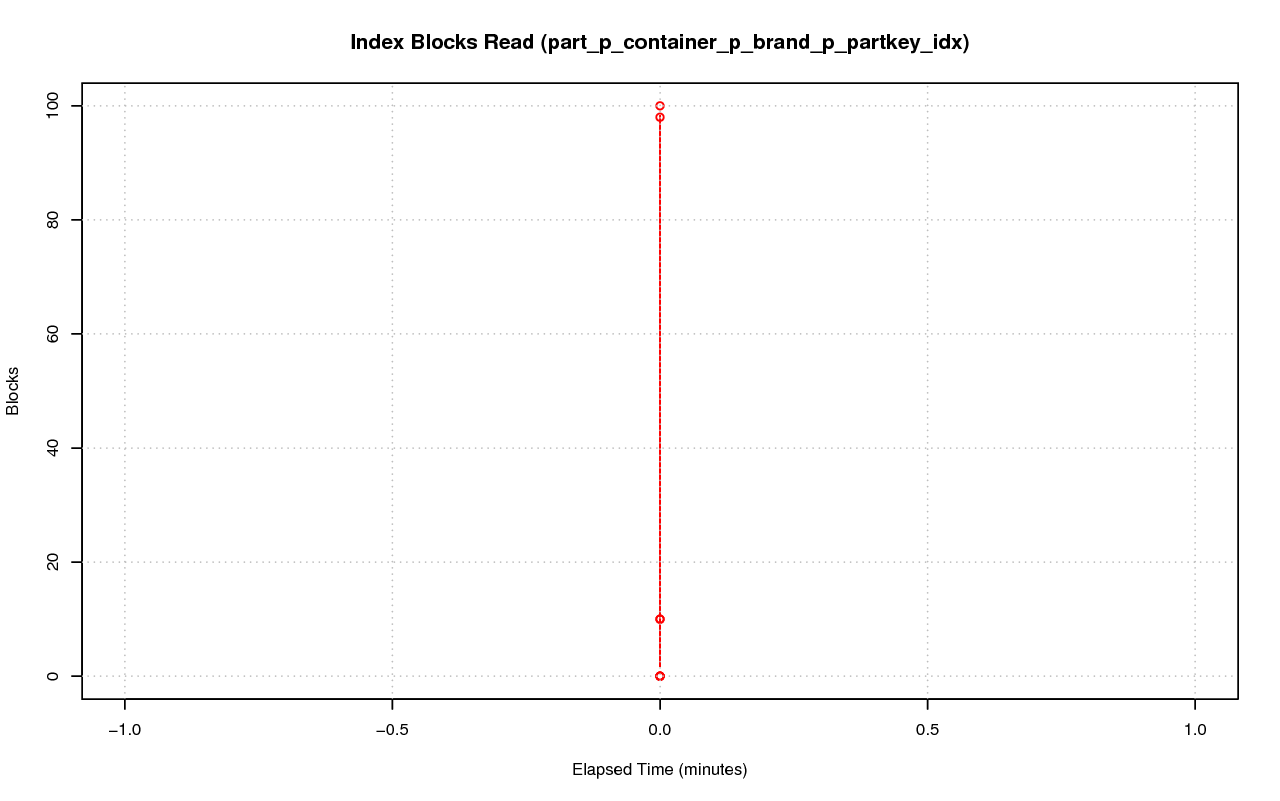 Index Blocks Read (part_p_container_p_brand_p_partkey_idx)
100
80
60
40
20
0
Blocks
−1.0 −0.5 0.0 0.5 1.0
Elapsed Time (minutes)